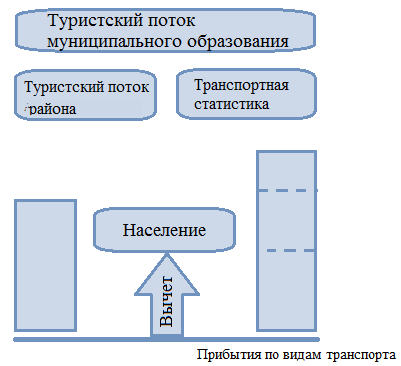 Туристский поток
муниципального образования
Туристский поток
района
Транспортная
статистика
Население
Вычет
Прибытия по видам транспорта